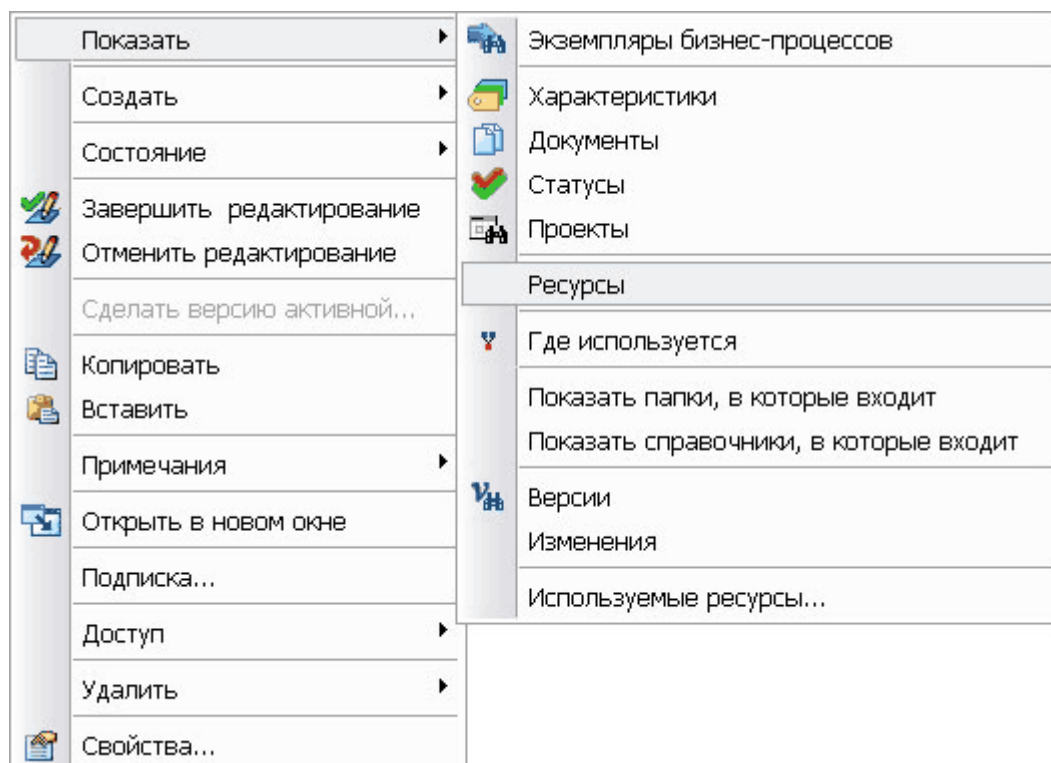 Показать
Создать
Состояние
Завершить редактирование
Отменить редактирование
Сделать версию активной...
Копировать
Вставить
Примечания
Открыть в новом окне
Подписка...
Доступ
Удалить
Свойства...
Экземпляры бизнес-процессов
Характеристики
Документы
Статусы
Проекты
Ресурсы
Где используется
Показать папки, в которые входит
Показать справочники, в которые входит
Версии
Изменения
Используемые ресурсы...